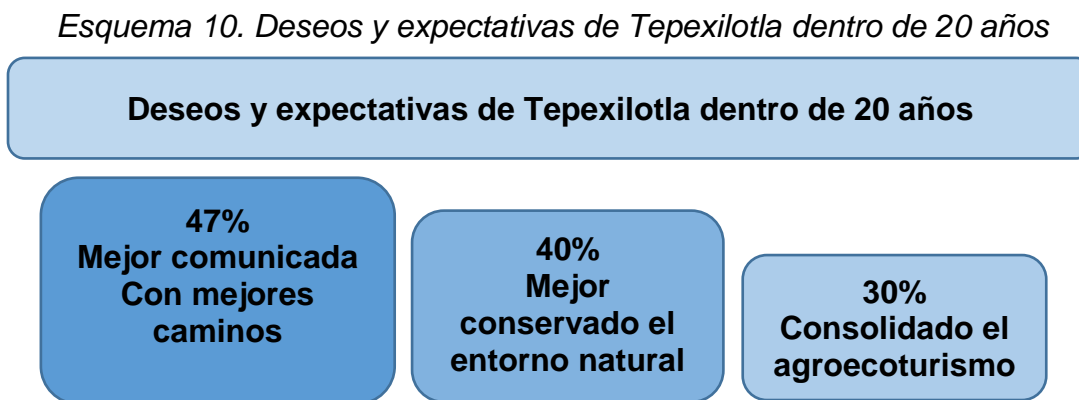 Esquema 10. Deseos y expectativas de Tepexilotla dentro de 20 años
Deseos y expectativas de Tepexilotla dentro de 20 años
47%
Mejor comunicada
Con mejores
caminos
40%
Mejor
conservado el
entorno natural
30%
Consolidado el
agroecoturismo